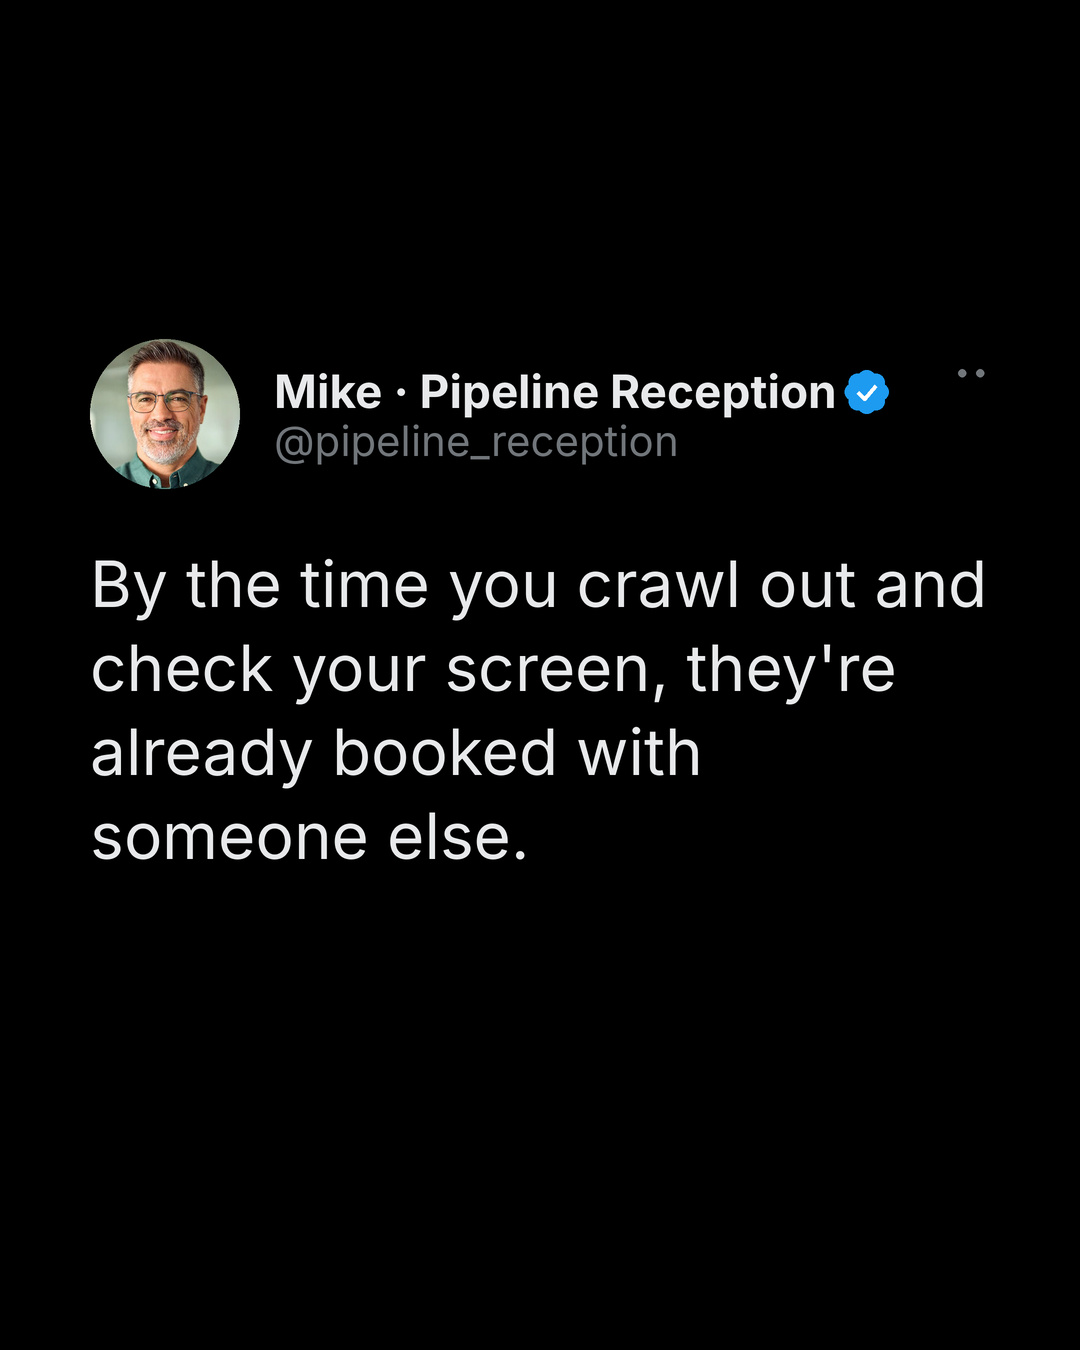 Mike · Pipeline Reception
@pipeline_reception
By the time you crawl out and
check your screen, they're
already booked with
someone else.